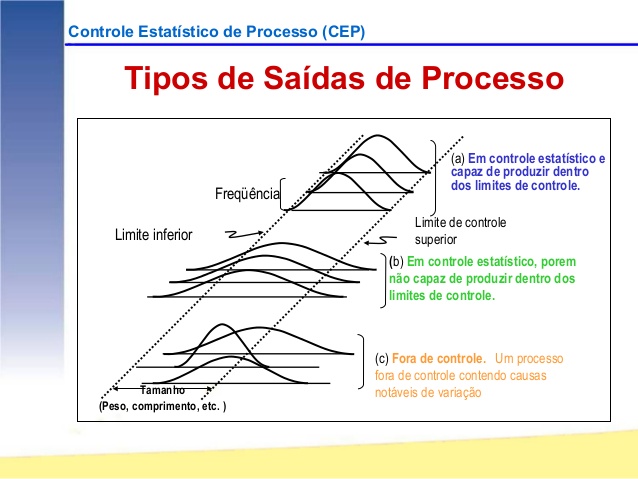 Controle Estatístico de Processo (CEP)
Tipos de Saídas de Processo
(a) Em controle estatístico e
capaz de produzir dentro
dos limites de controle.
Freqüência
Limite inferior
Limite de controle
superior
(b) Em controle estatístico, porem
não capaz de produzir dentro dos
limites de controle.
(c) Fora de controle. Um processo
fora de controle contendo causas
notáveis de variação
Tamanho
(Peso, comprimento, etc. )